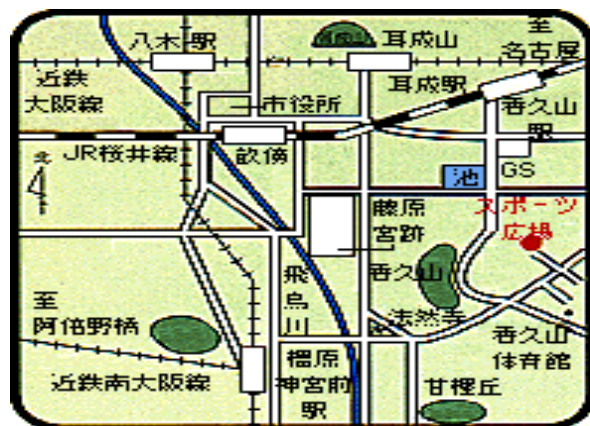 八木駅
耳成山
至
名古屋
近鉄
大阪線
耳成駅
市役所
香久山
駅
JR桜井線
畝傍
北
GS
池
藤原
宮跡
スポーツ
広場
飛
鳥
川
香久山
至
阿倍野橋
法然寺
香久山
体育館
近鉄南大阪線
橿原
神宮前
駅
甘樫丘